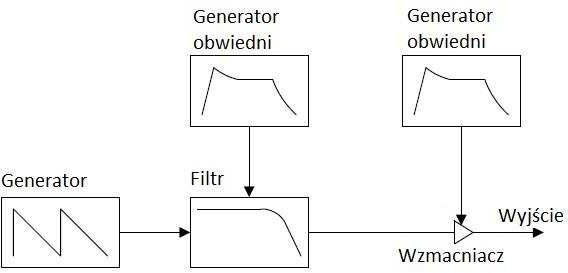 Generator
obwiedni
Generator
obwiedni
Generator
Filtr
Wyjście
Wzmacniacz